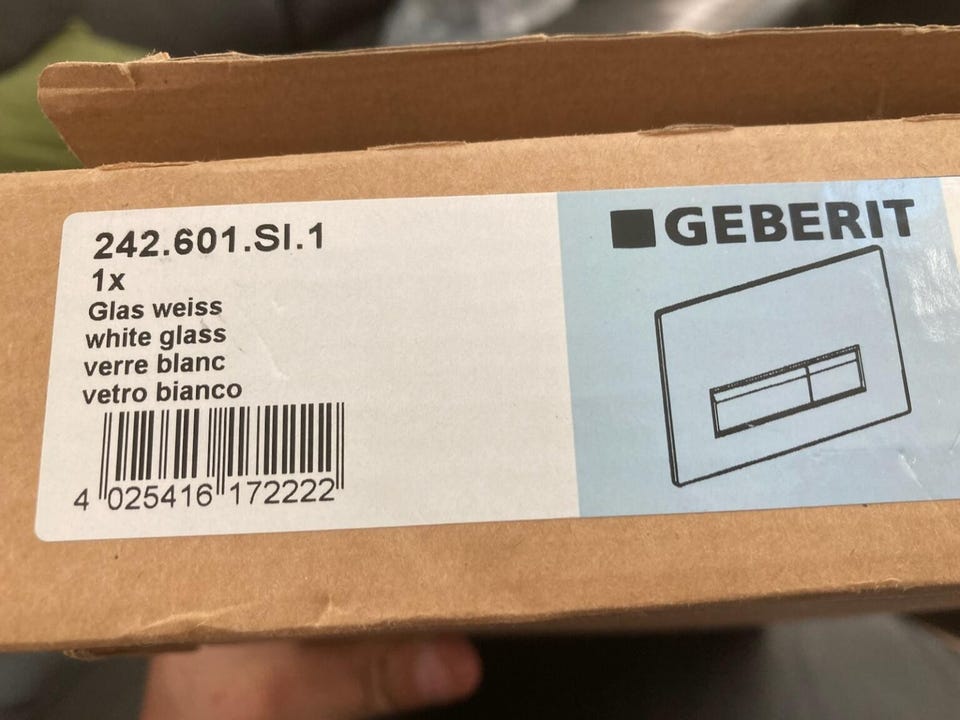 242.601.SI.1
1x
Glas weiss
white glass
verre blanc
vetro bianco
4 025416 172222
GEBERIT